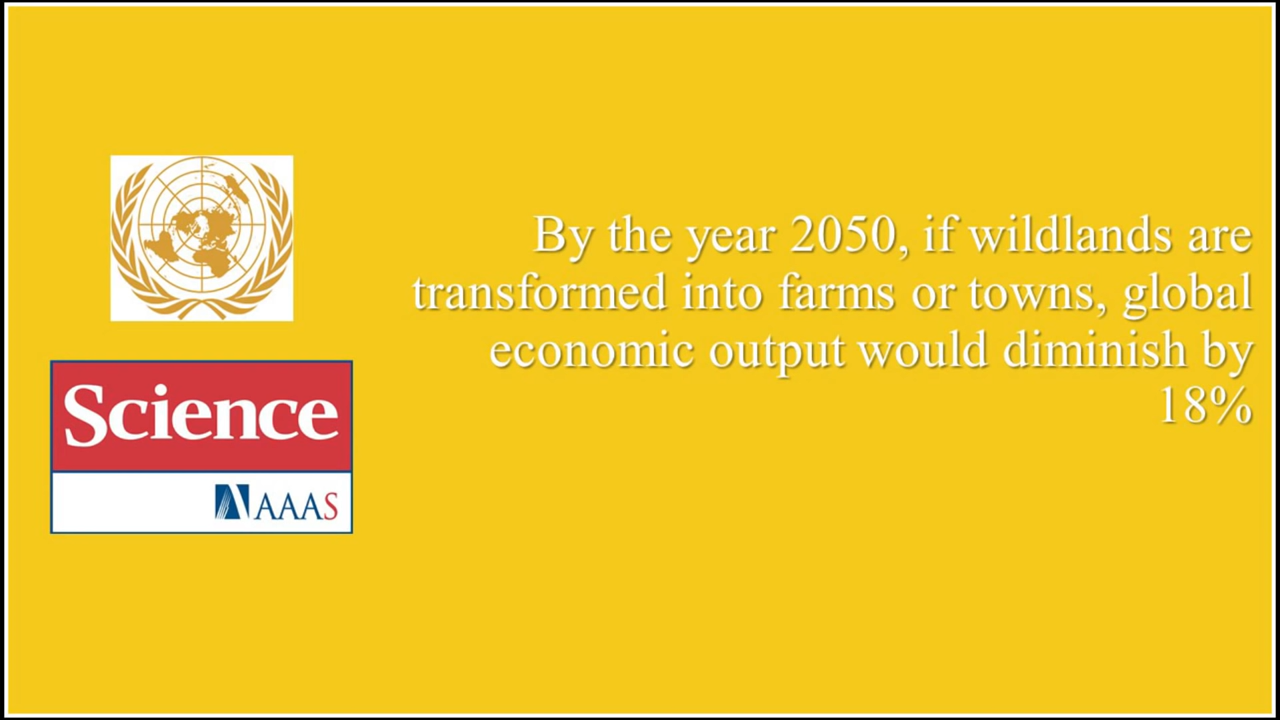 By the year 2050, if wildlands are
transformed into farms or towns, global
economic output would diminish by
18%
Science
AAAS